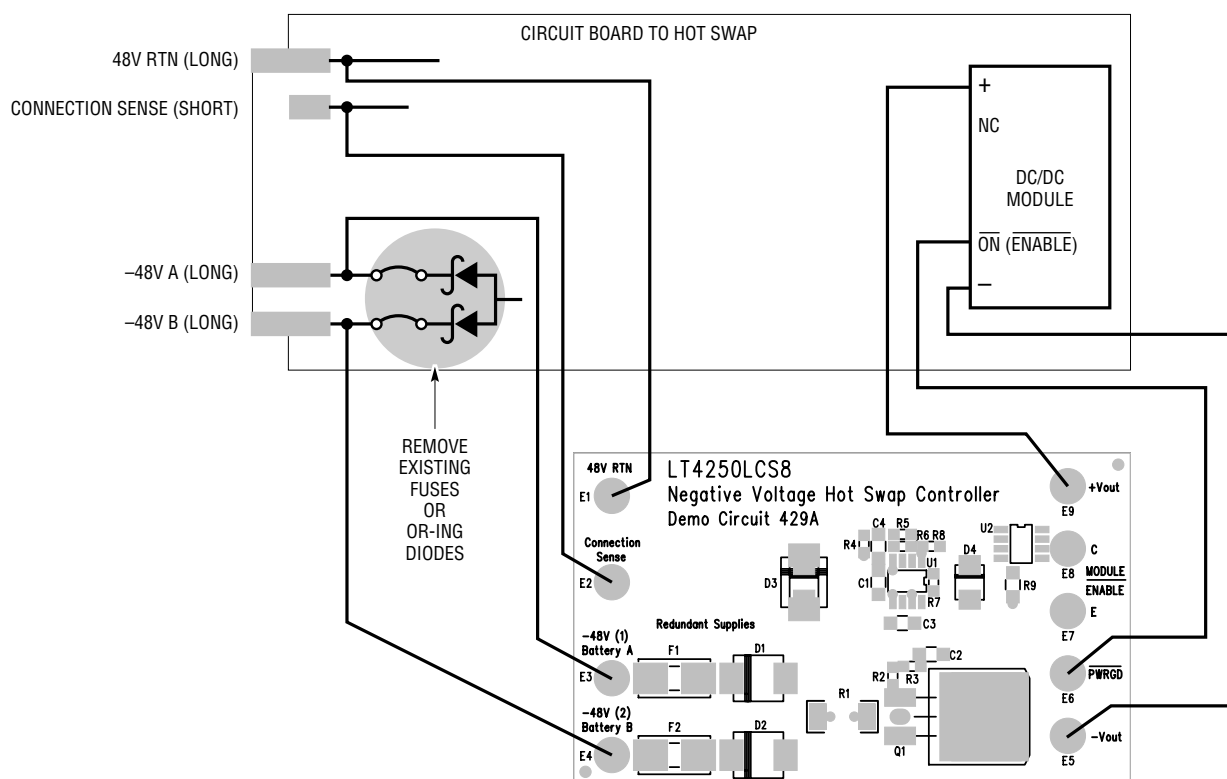 CIRCUIT BOARD TO HOT SWAP
48V RTN (LONG)
CONNECTION SENSE (SHORT)
–48V A (LONG)
–48V B (LONG)
+
NC
DC/DC
MODULE
ON (ENABLE)
–
REMOVE
EXISTING
FUSES
OR
OR-ING
DIODES
LT4250LCS8
Negative Voltage Hot Swap Controller
Demo Circuit 429A
48V RTN
E1
Connection
Sense
E2
Redundant Supplies
-48V (1)
Battery A
E3
F1
D1
-48V (2)
Battery B
E4
F2
D2
D3
R4
C4
R5
R6
R8
U1
C1
R7
C3
D4
U2
R9
C2
R2
R3
R1
Q1
+Vout
E9
C
E8
MODULE
ENABLE
E
E7
PWRGD
E6
-Vout
E5